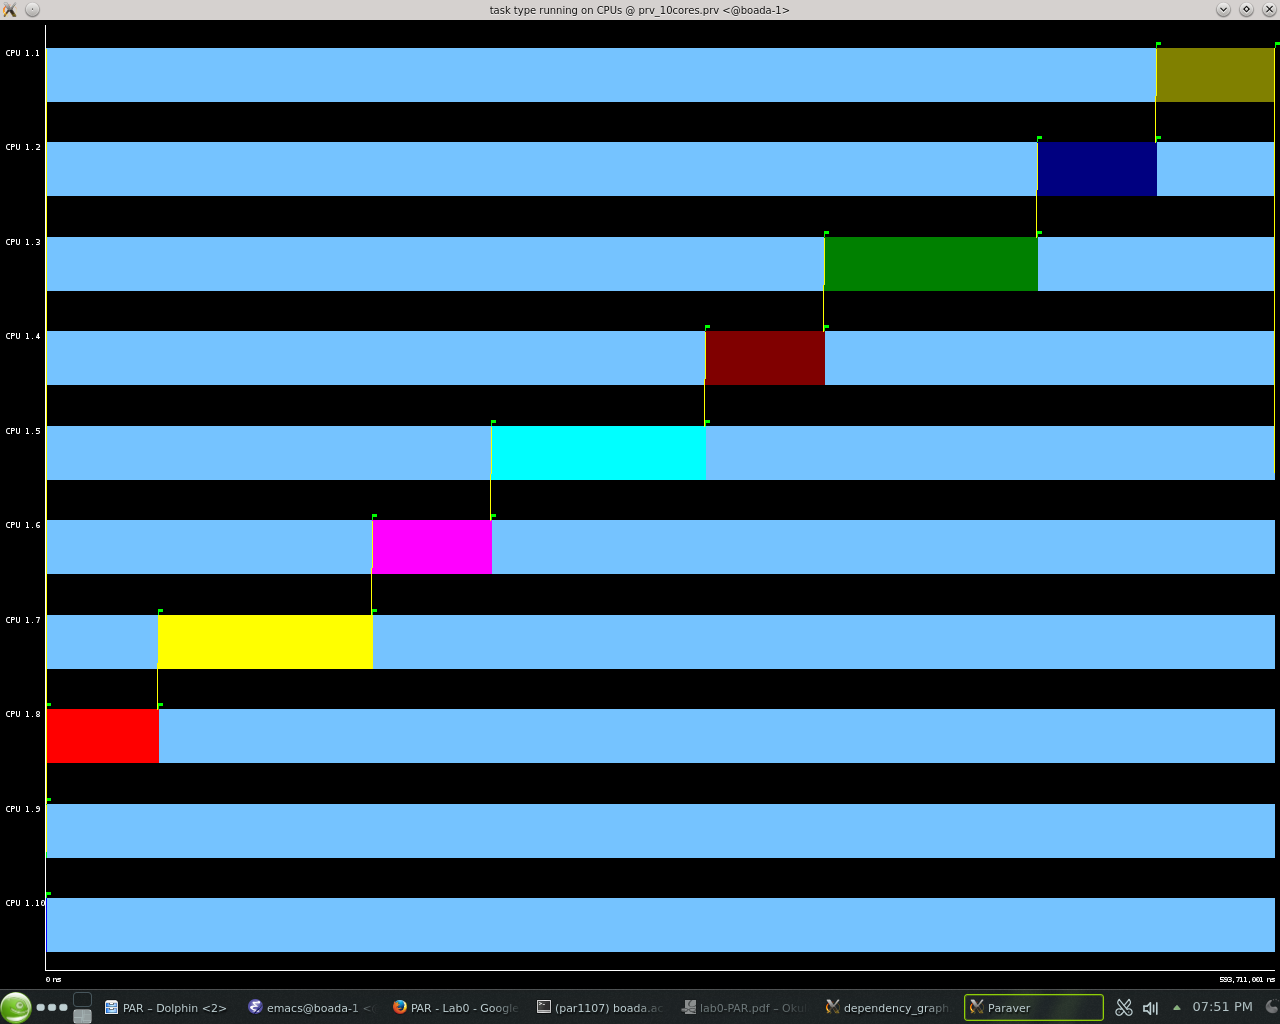 task type running on CPUs @ prv_10cores.prv <@boada-1>
CPU 1.1
CPU 1.2
CPU 1.3
CPU 1.4
CPU 1.5
CPU 1.6
CPU 1.7
CPU 1.8
CPU 1.9
CPU 1.10
0 ns 593,711,001 ns
PAR – Dolphin <2> emacs@boada-1 < PAR - Lab0 - Google (par1107) boada.ac lab0-PAR.pdf – Oku dependency_graph Paraver 07:51 PM